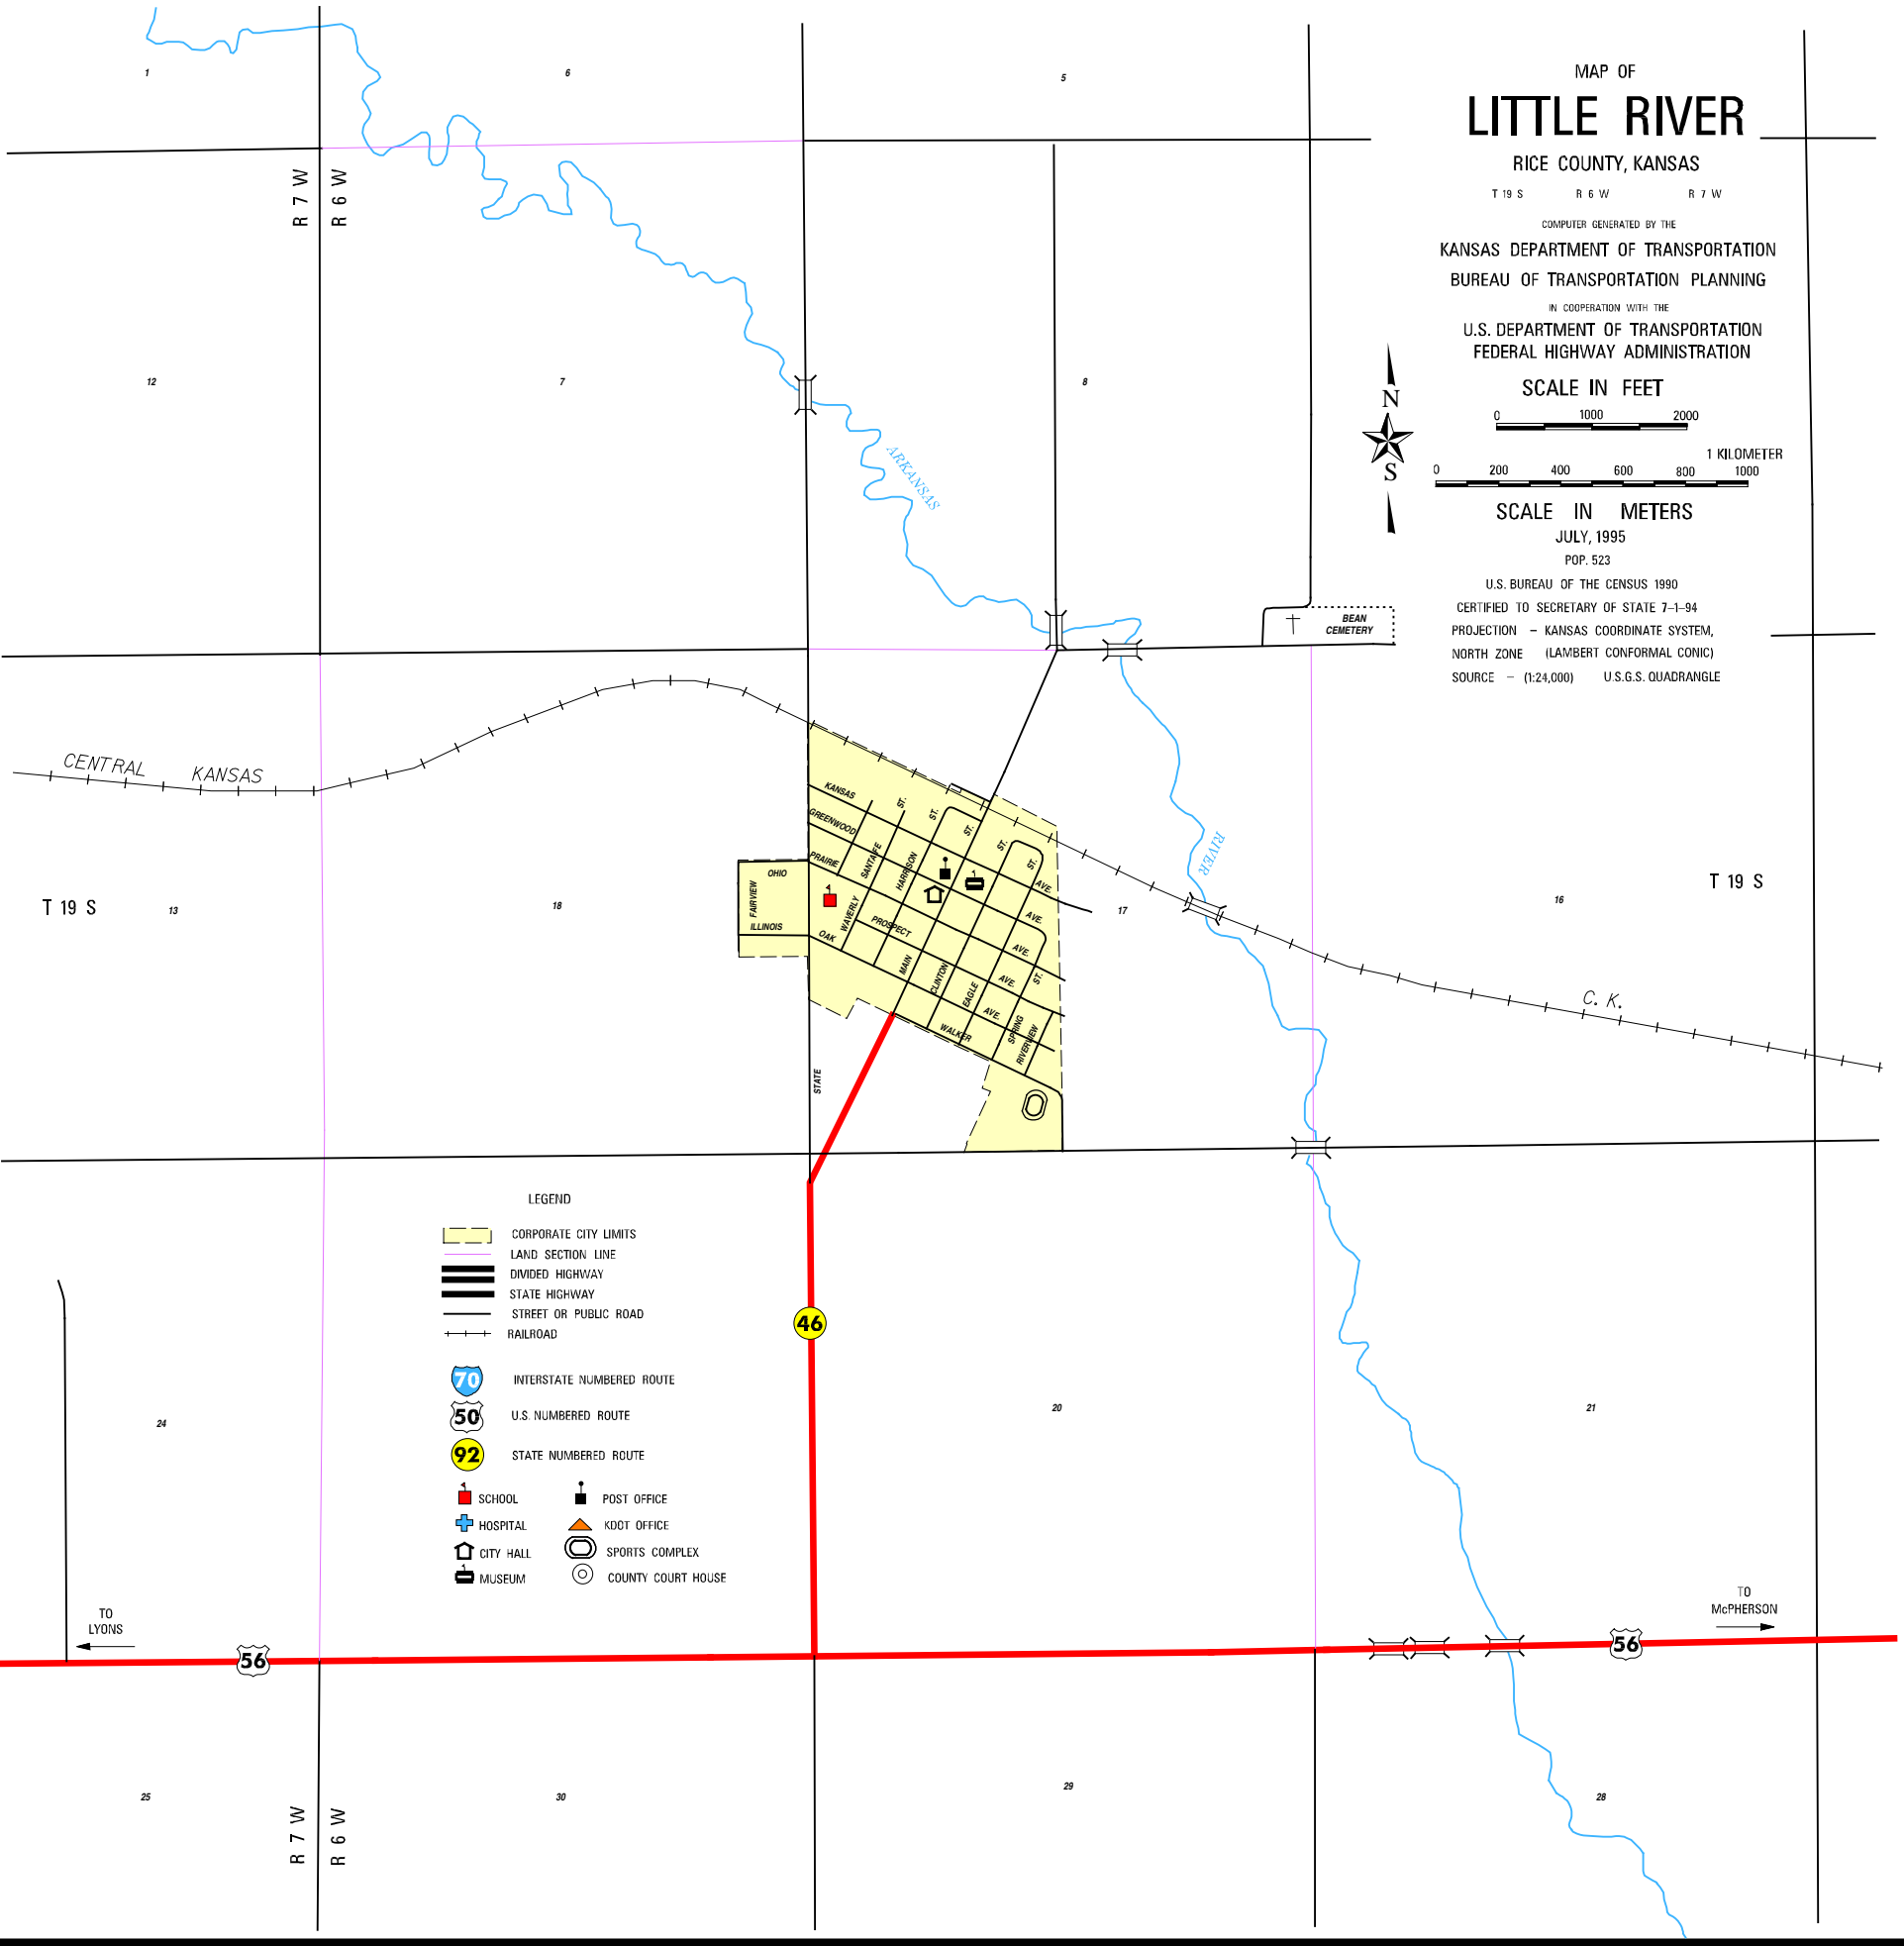 MAP OF
LITTLE RIVER
RICE COUNTY, KANSAS
T 19 S R 6 W R 7 W
COMPUTER GENERATED BY THE
KANSAS DEPARTMENT OF TRANSPORTATION
BUREAU OF TRANSPORTATION PLANNING
IN COOPERATION WITH THE
U.S. DEPARTMENT OF TRANSPORTATION
FEDERAL HIGHWAY ADMINISTRATION
SCALE IN FEET
0 1000 2000
1 KILOMETER
0 200 400 600 800 1000
SCALE IN METERS
JULY, 1995
POP. 523
U.S. BUREAU OF THE CENSUS 1990
CERTIFIED TO SECRETARY OF STATE 7-1-94
PROJECTION - KANSAS COORDINATE SYSTEM,
NORTH ZONE (LAMBERT CONFORMAL CONIC)
SOURCE - (1:24,000) U.S.G.S. QUADRANGLE
N
S
1
6
5
R 7 W
R 6 W
12
7
8
ARKANSAS
RIVER
BEAN
CEMETERY
CENTRAL KANSAS
C. K.
T 19 S
13
18
17
16
T 19 S
KANSAS
GREENWOOD
PRAIRIE
OHIO
FAIRVIEW
ILLINOIS
OAK
WAVERLY
PROSPECT
SANTA FE
HARRISON
MAIN
CLINTON
EAGLE
SPRING
RIVERVIEW
WALKER
STATE
ST.
ST.
ST.
ST.
ST.
ST.
AVE.
AVE.
AVE.
AVE.
AVE.
LEGEND
CORPORATE CITY LIMITS
LAND SECTION LINE
DIVIDED HIGHWAY
STATE HIGHWAY
STREET OR PUBLIC ROAD
RAILROAD
70 INTERSTATE NUMBERED ROUTE
50 U.S. NUMBERED ROUTE
92 STATE NUMBERED ROUTE
SCHOOL POST OFFICE
HOSPITAL KDOT OFFICE
CITY HALL SPORTS COMPLEX
MUSEUM COUNTY COURT HOUSE
46
24
20
21
TO
LYONS
56
TO
McPHERSON
56
25
30
29
28
R 7 W
R 6 W